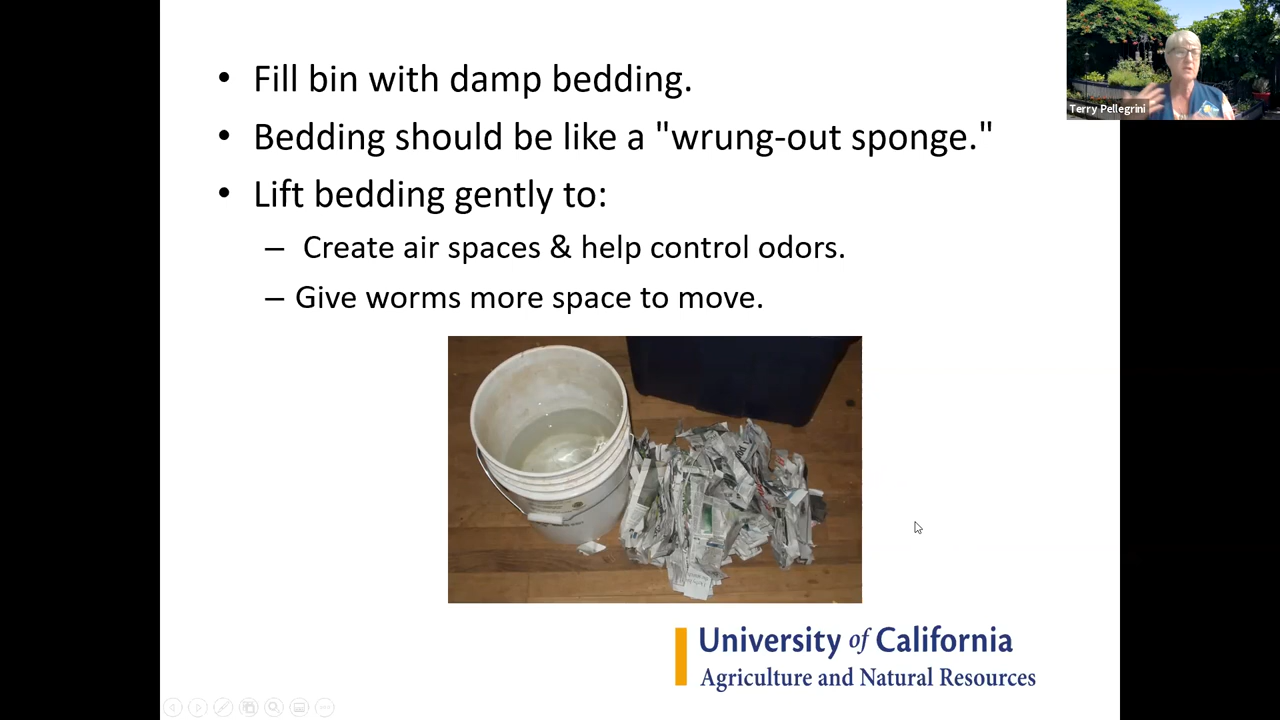 • Fill bin with damp bedding.
• Bedding should be like a "wrung-out sponge."
• Lift bedding gently to:
– Create air spaces & help control odors.
– Give worms more space to move.
Terry Pellegrini
University of California
Agriculture and Natural Resources